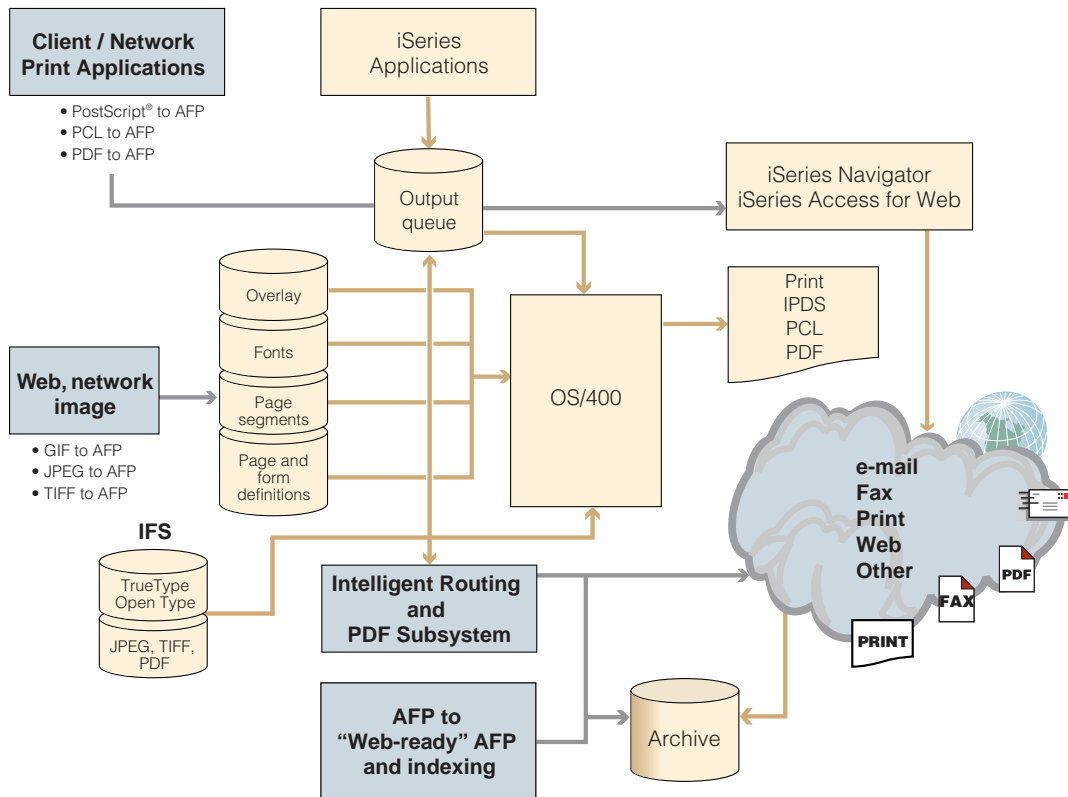 Client / Network
Print Applications
• PostScript® to AFP
• PCL to AFP
• PDF to AFP
iSeries
Applications
Output
queue
iSeries Navigator
iSeries Access for Web
Overlay
Fonts
Page
segments
Page and
form
definitions
Web, network
image
• GIF to AFP
• JPEG to AFP
• TIFF to AFP
OS/400
Print
IPDS
PCL
PDF
e-mail
Fax
Print
Web
Other
PDF
FAX
PRINT
IFS
TrueType
Open Type
JPEG, TIFF,
PDF
Intelligent Routing
and
PDF Subsystem
AFP to
“Web-ready” AFP
and indexing
Archive